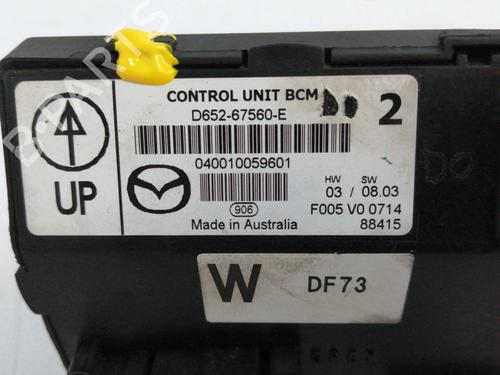 CONTROL UNIT BCM
D652-67560-E
2
040010059601
UP
HW SW
03 / 08.03
906
F005 V0 0714
Made in Australia
88415
W DF73
B-PARTS